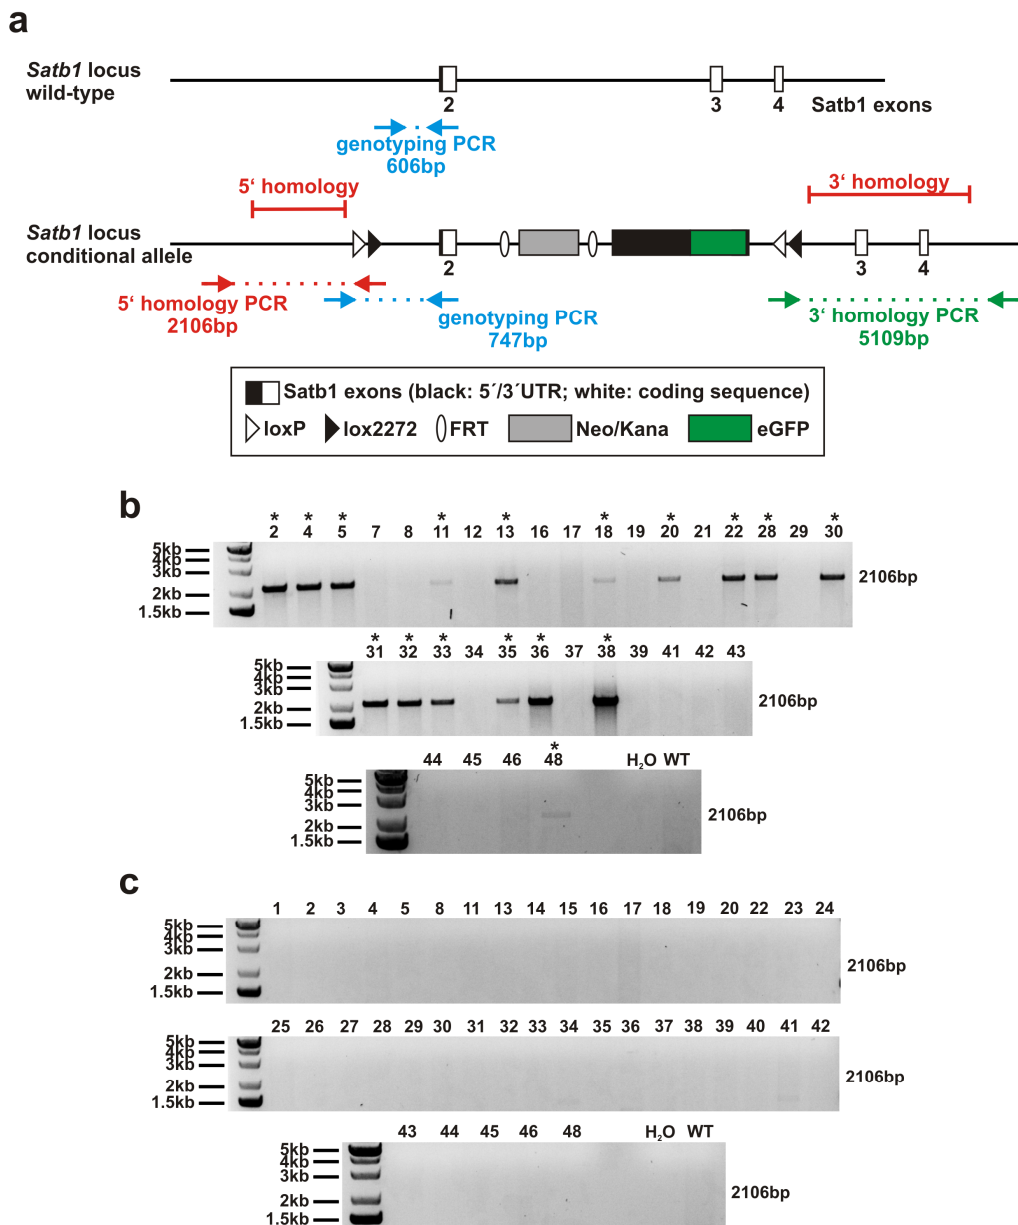 a
Satb1 locus
wild-type
2
3
4
Satb1 exons
genotyping PCR
606bp
5‘ homology
3‘ homology
Satb1 locus
conditional allele
2
3
4
5‘ homology PCR
2106bp
genotyping PCR
747bp
3‘ homology PCR
5109bp
Satb1 exons (black: 5´/3´UTR; white: coding sequence)
loxP lox2272 FRT Neo/Kana eGFP
b
* * * * * * * * * *
2 4 5 7 8 11 12 13 16 17 18 19 20 21 22 28 29 30
5kb
4kb
3kb
2kb
1.5kb
2106bp
* * * * * *
31 32 33 34 35 36 37 38 39 41 42 43
5kb
4kb
3kb
2kb
1.5kb
2106bp
*
44 45 46 48 H₂O WT
5kb
4kb
3kb
2kb
1.5kb
2106bp
c
1 2 3 4 5 8 11 13 14 15 16 17 18 19 20 22 23 24
5kb
4kb
3kb
2kb
1.5kb
2106bp
25 26 27 28 29 30 31 32 33 34 35 36 37 38 39 40 41 42
5kb
4kb
3kb
2kb
1.5kb
2106bp
43 44 45 46 48 H₂O WT
5kb
4kb
3kb
2kb
1.5kb
2106bp